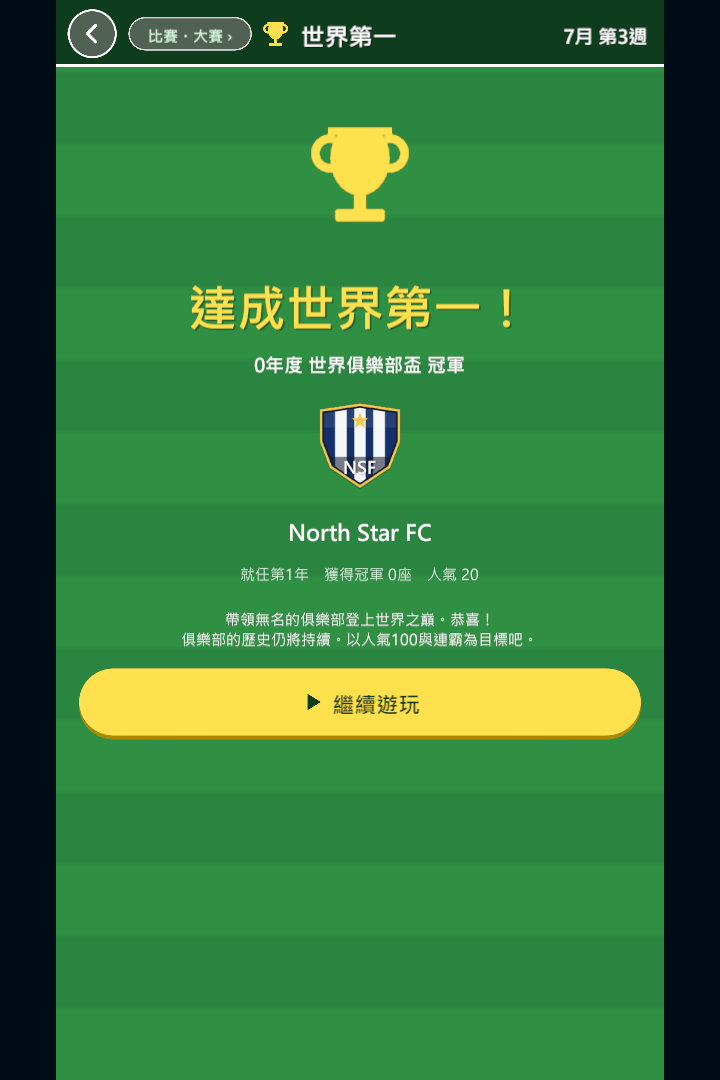 比賽・大賽 ›
世界第一
7月 第3週
達成世界第一！
0年度 世界俱樂部盃 冠軍
NSF
North Star FC
就任第1年 獲得冠軍 0座 人氣 20
帶領無名的俱樂部登上世界之巔。恭喜！
俱樂部的歷史仍將持續。以人氣100與連霸為目標吧。
▶ 繼續遊玩